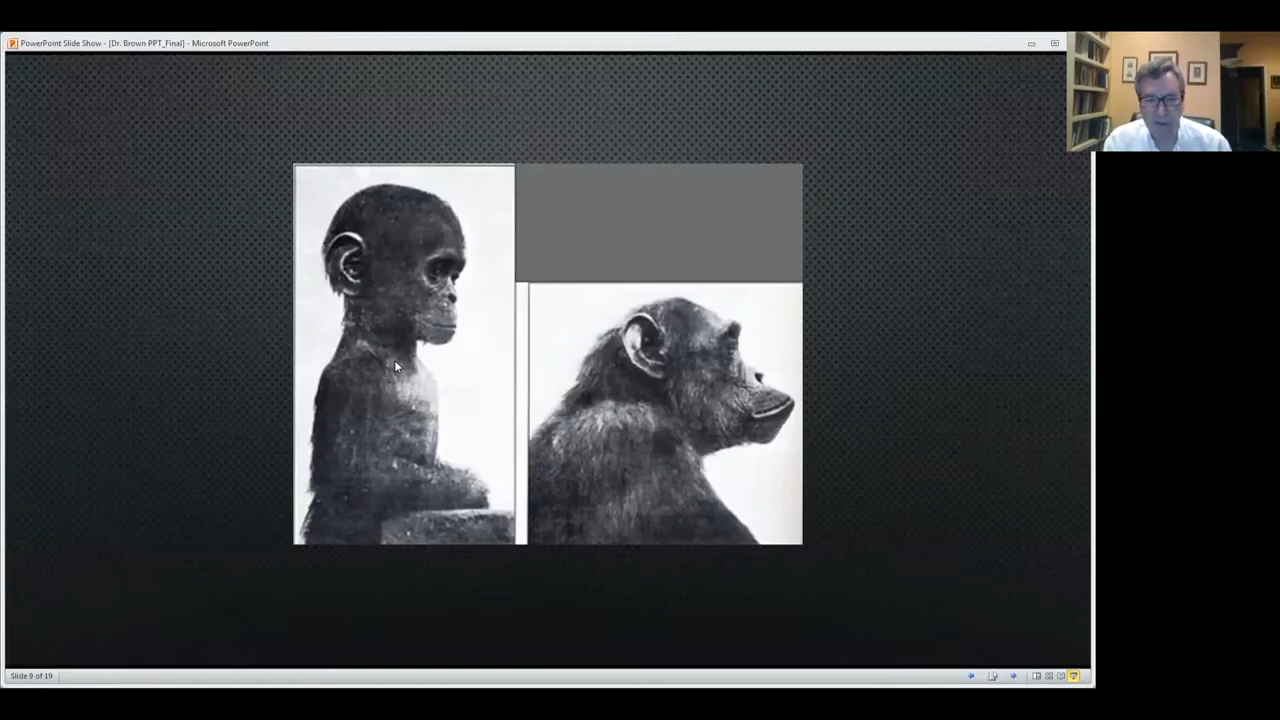 PowerPoint Slide Show - [Dr. Brown PPT_Final] - Microsoft PowerPoint
Slide 9 of 19